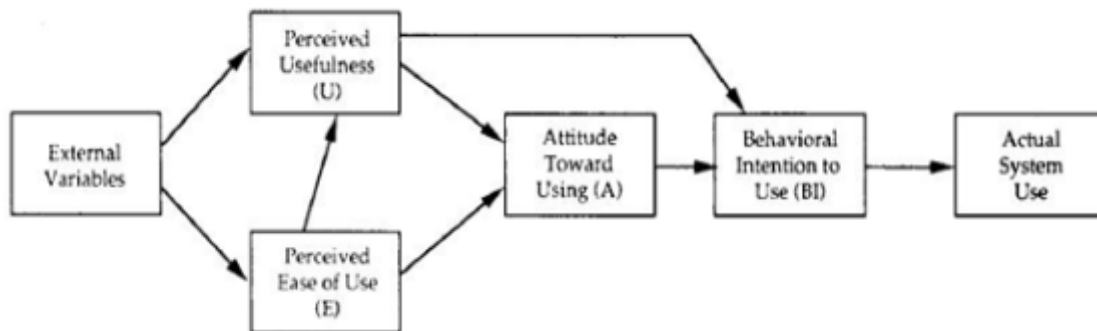 External
Variables
Perceived
Usefulness
(U)
Perceived
Ease of Use
(E)
Attitude
Toward
Using (A)
Behavioral
Intention to
Use (BI)
Actual
System
Use